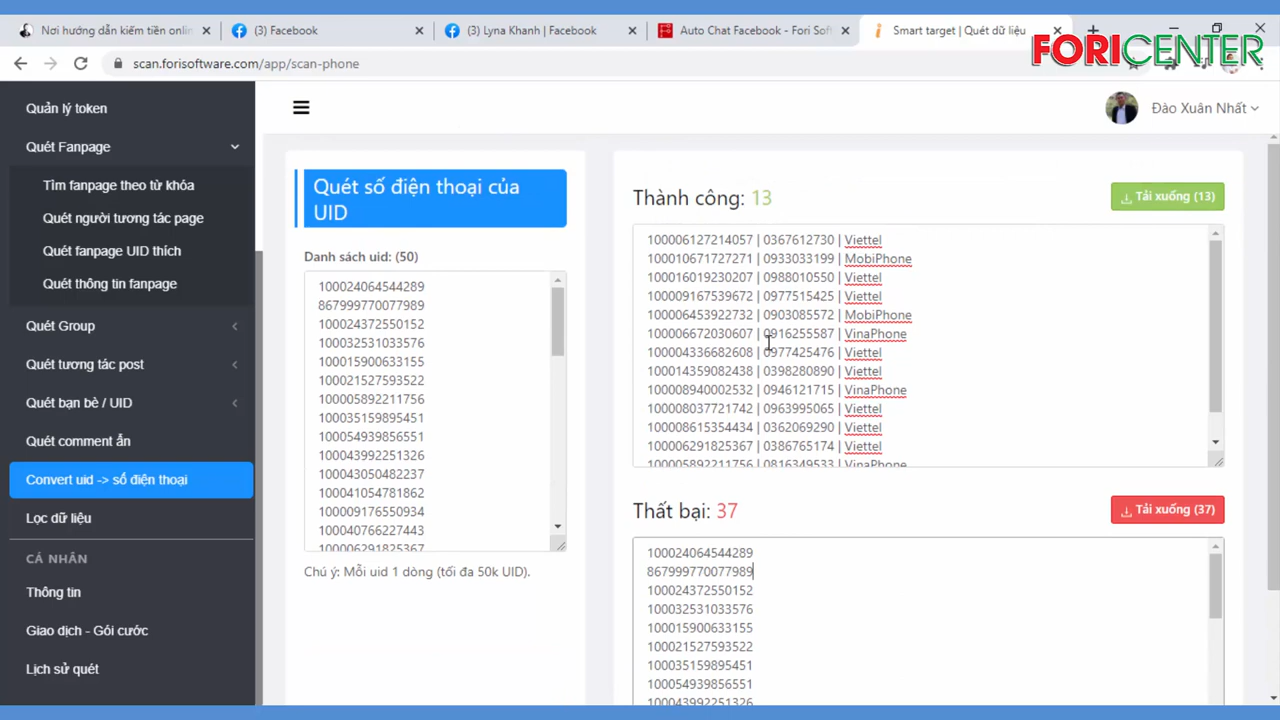 Nơi hướng dẫn kiếm tiền onlin
(3) Facebook
(3) Lyna Khanh | Facebook
Auto Chat Facebook - Fori Soft
Smart target | Quét dữ liệu
FORICENTER
scan.forisoftware.com/app/scan-phone
Quản lý token
Quét Fanpage
Tìm fanpage theo từ khóa
Quét người tương tác page
Quét fanpage UID thích
Quét thông tin fanpage
Quét Group
Quét tương tác post
Quét bạn bè / UID
Quét comment ẩn
Convert uid -> số điện thoại
Lọc dữ liệu
CÁ NHÂN
Thông tin
Giao dịch - Gói cước
Lịch sử quét
Đào Xuân Nhất
Quét số điện thoại của
UID
Danh sách uid: (50)
100024064544289
867999770077989
100024372550152
100032531033576
100015900633155
100021527593522
100005892211756
100035159895451
100054939856551
100043992251326
100043050482237
100041054781862
100009176550934
100040766227443
100006291825367
Chú ý: Mỗi uid 1 dòng (tối đa 50k UID).
Thành công: 13
Tải xuống (13)
100006127214057 | 0367612730 | Viettel
100010671727271 | 0933033199 | MobiPhone
100016019230207 | 0988010550 | Viettel
100009167539672 | 0977515425 | Viettel
100006453922732 | 0903085572 | MobiPhone
100006672030607 | 0916255587 | VinaPhone
100004336682608 | 0977425476 | Viettel
100014359082438 | 0398280890 | Viettel
100008940002532 | 0946121715 | VinaPhone
100008037721742 | 0963995065 | Viettel
100008615354434 | 0362069290 | Viettel
100006291825367 | 0386765174 | Viettel
100005892211756 | 0816349533 | VinaPhone
Thất bại: 37
Tải xuống (37)
100024064544289
867999770077989
100024372550152
100032531033576
100015900633155
100021527593522
100035159895451
100054939856551
100043992251326